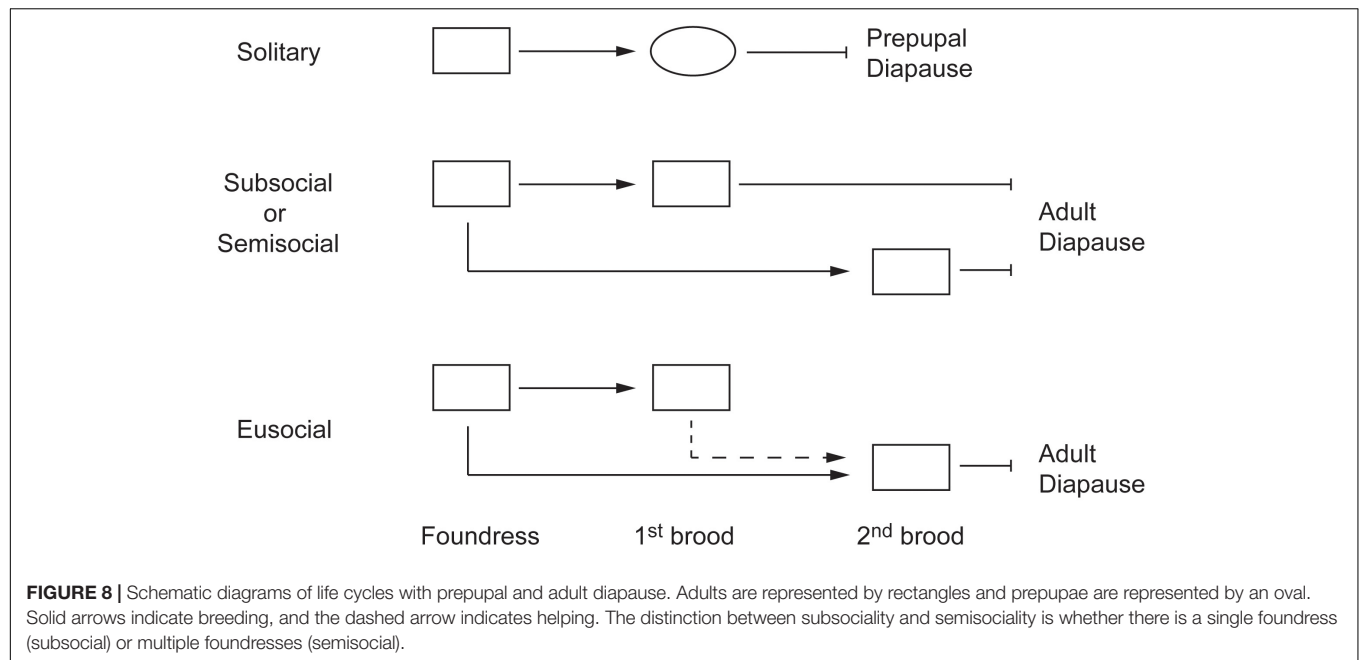 Solitary
Prepupal
Diapause
Subsocial
or
Semisocial
Adult
Diapause
Eusocial
Adult
Diapause
Foundress 1st brood 2nd brood
FIGURE 8 | Schematic diagrams of life cycles with prepupal and adult diapause. Adults are represented by rectangles and prepupae are represented by an oval.
Solid arrows indicate breeding, and the dashed arrow indicates helping. The distinction between subsociality and semisociality is whether there is a single foundress
(subsocial) or multiple foundresses (semisocial).